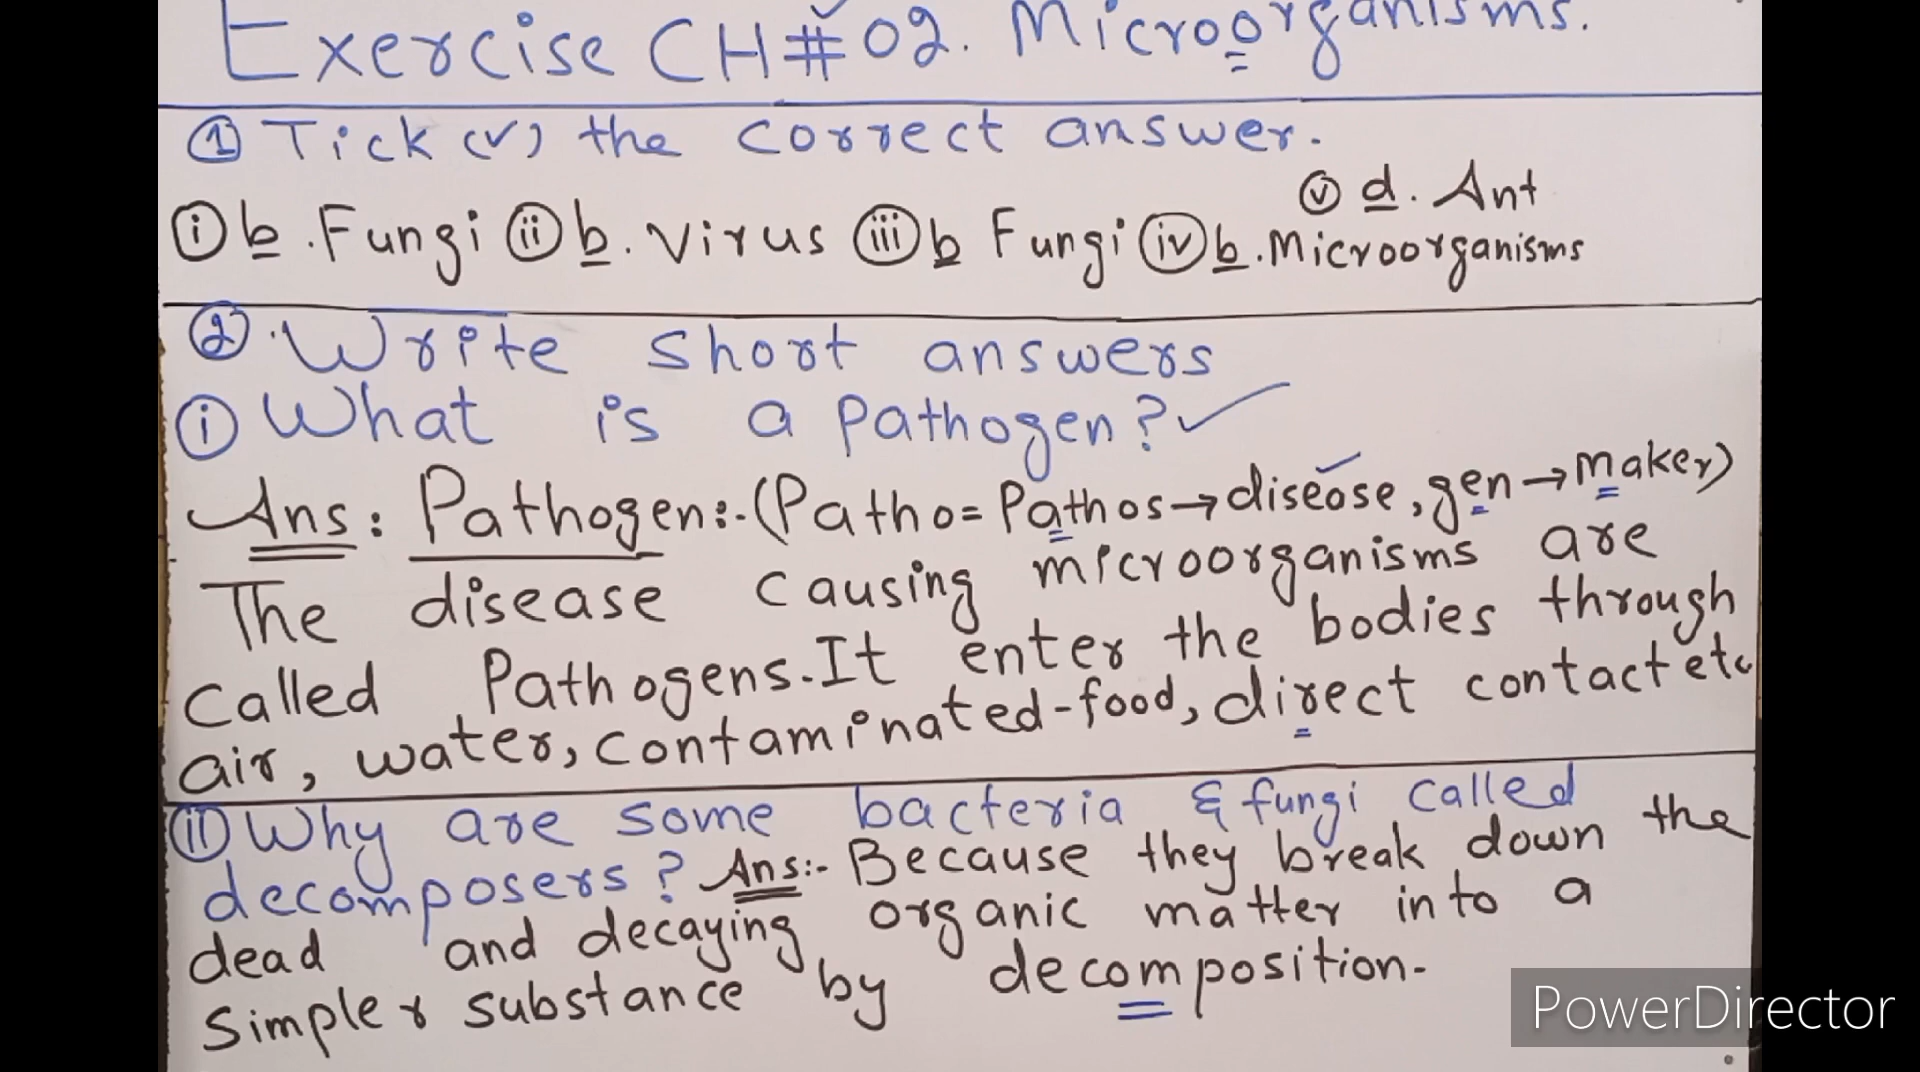 Exercise CH#02. Microorganisms.
① Tick (✓) the correct answer.
ⓥ d. Ant
ⓘ b. Fungi ⓘⓘ b. Virus ⓘⓘⓘ b Fungi ⓘⓥ b. Microorganisms
②. Write short answers
ⓘ What is a pathogen? ✓
Ans: Pathogen:-(Patho=Pathos→disease, gen→maker)
The disease causing microorganisms are
called Pathogens. It enter the bodies through
air, water, contaminated-food, direct contact etc
ⓘⓘ Why are some bacteria & fungi called
decomposers? Ans:- Because they break down the
dead and decaying organic matter into a
Simpler substance by decomposition-
PowerDirector